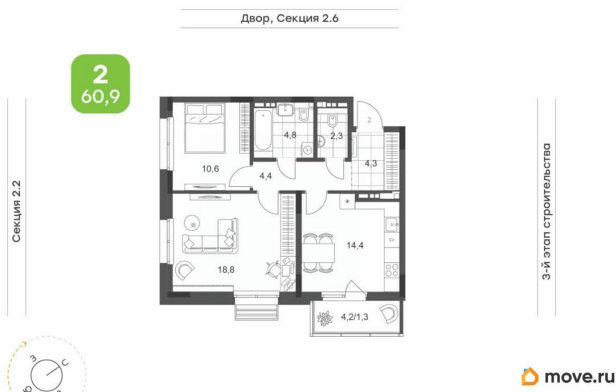 Двор, Секция 2.6
2
60,9
Секция 2.2
3-й этап строительства
2
4,8
2,3
4,3
10,6
4,4
14,4
18,8
4,2/1,3
З
С
move.ru